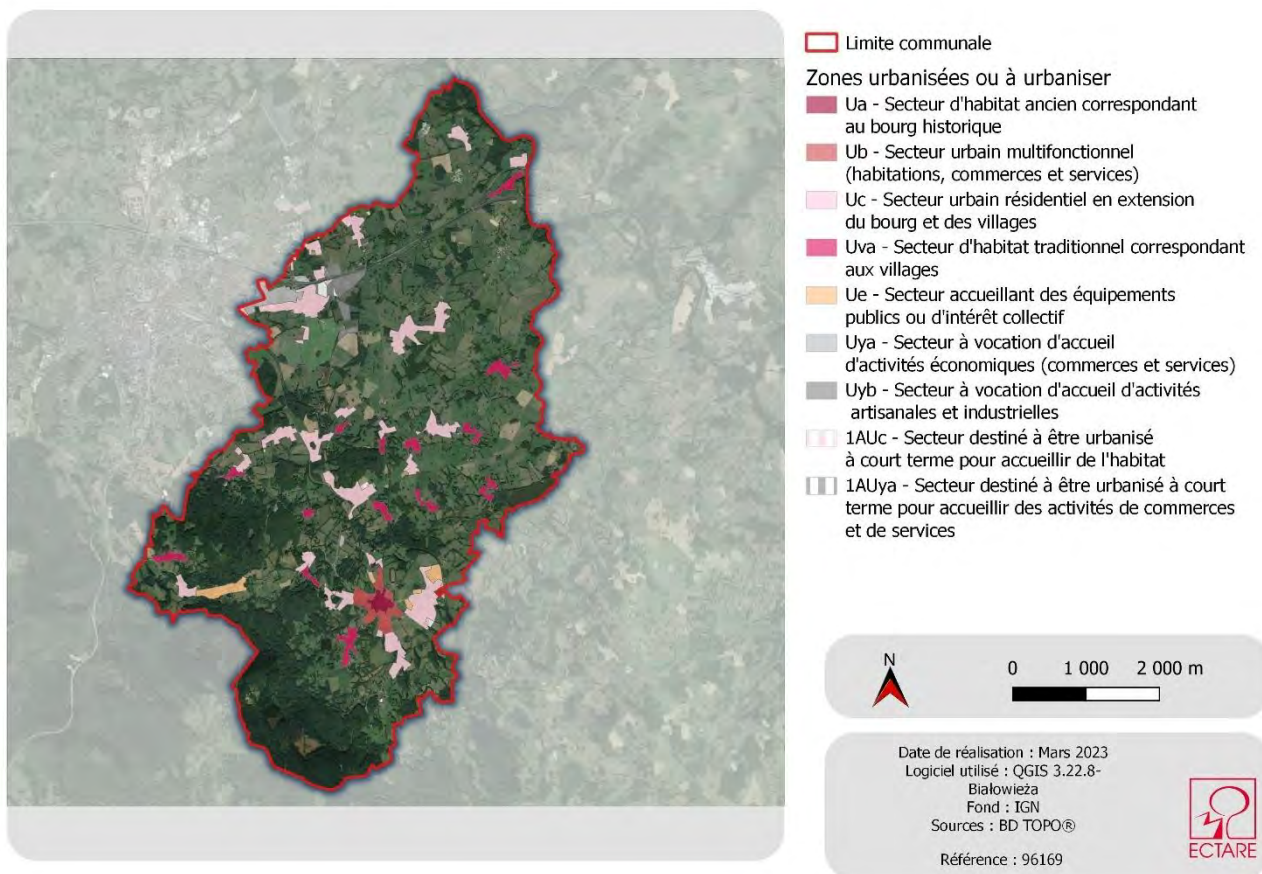 Limite communale
Zones urbanisées ou à urbaniser
Ua - Secteur d'habitat ancien correspondant
au bourg historique
Ub - Secteur urbain multifonctionnel
(habitations, commerces et services)
Uc - Secteur urbain résidentiel en extension
du bourg et des villages
Uva - Secteur d'habitat traditionnel correspondant
aux villages
Ue - Secteur accueillant des équipements
publics ou d'intérêt collectif
Uya - Secteur à vocation d'accueil
d'activités économiques (commerces et services)
Uyb - Secteur à vocation d'accueil d'activités
artisanales et industrielles
1AUc - Secteur destiné à être urbanisé
à court terme pour accueillir de l'habitat
1AUya - Secteur destiné à être urbanisé à court
terme pour accueillir des activités de commerces
et de services
N
0 1 000 2 000 m
Date de réalisation : Mars 2023
Logiciel utilisé : QGIS 3.22.8-
Białowieża
Fond : IGN
Sources : BD TOPO®
Référence : 96169
ECTARE